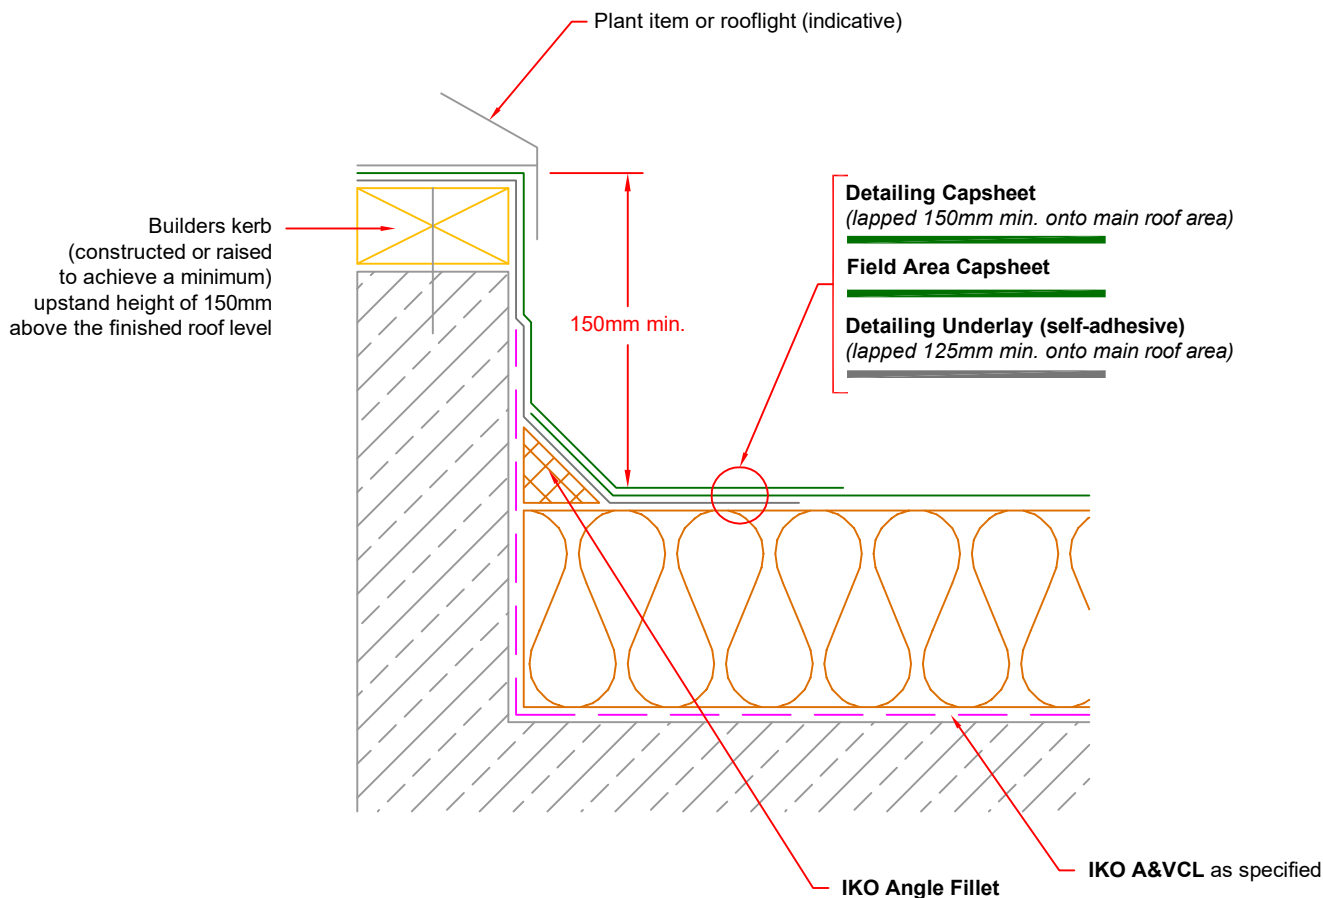 Plant item or rooflight (indicative)
Builders kerb
(constructed or raised
to achieve a minimum)
upstand height of 150mm
above the finished roof level
150mm min.
Detailing Capsheet
(lapped 150mm min. onto main roof area)
Field Area Capsheet
Detailing Underlay (self-adhesive)
(lapped 125mm min. onto main roof area)
IKO A&VCL as specified
IKO Angle Fillet